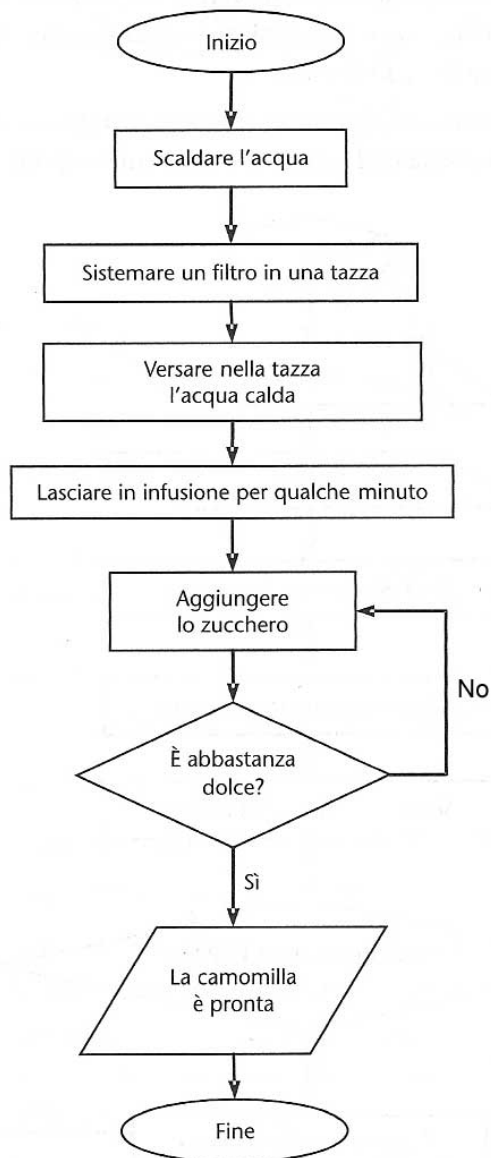 Inizio
Scaldare l'acqua
Sistemare un filtro in una tazza
Versare nella tazza
l'acqua calda
Lasciare in infusione per qualche minuto
Aggiungere
lo zucchero
No
È abbastanza
dolce?
Sì
La camomilla
è pronta
Fine